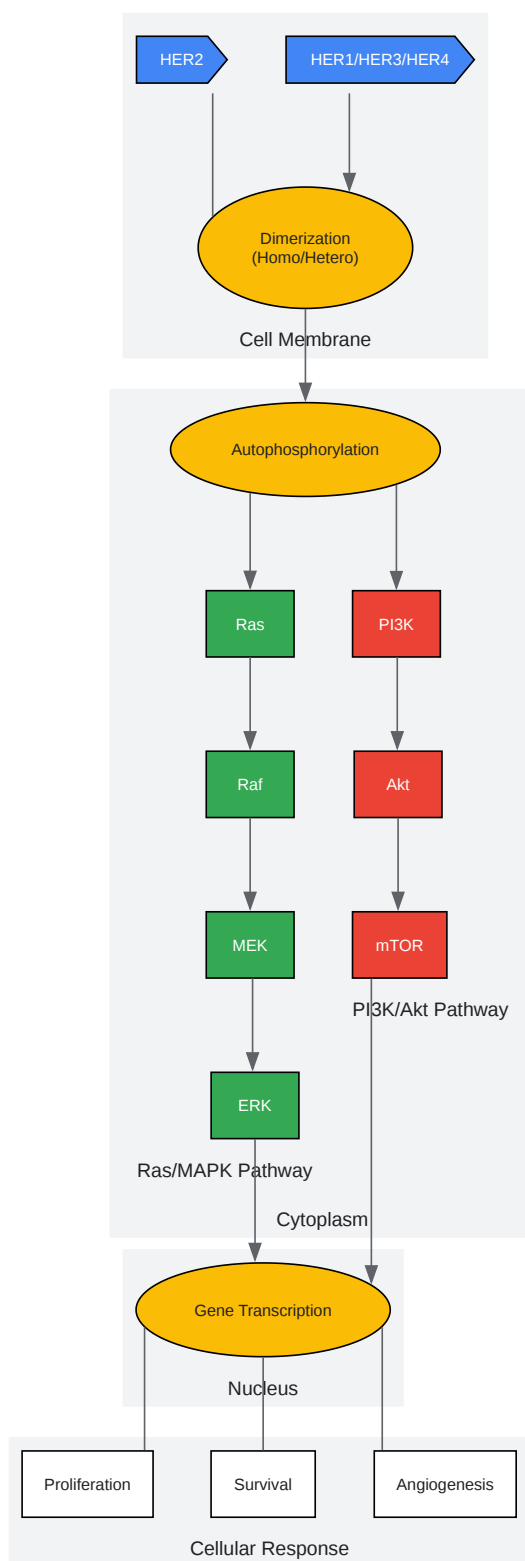 HER2
HER1/HER3/HER4
Dimerization
(Homo/Hetero)
Cell Membrane
Autophosphorylation
Ras
PI3K
Raf
Akt
MEK
mTOR
PI3K/Akt Pathway
ERK
Ras/MAPK Pathway
Cytoplasm
Gene Transcription
Nucleus
Proliferation
Survival
Angiogenesis
Cellular Response